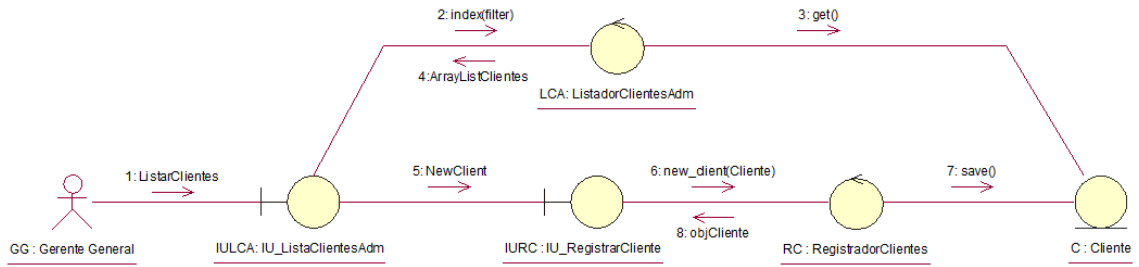 2: index(filter)
3: get()
4:ArrayListClientes
LCA: ListadorClientesAdm
1: ListarClientes
5: NewClient
6: new_client(Cliente)
7: save()
8: objCliente
GG : Gerente General
IULCA: IU_ListaClientesAdm
IURC : IU_RegistrarCliente
RC : RegistradorClientes
C : Cliente